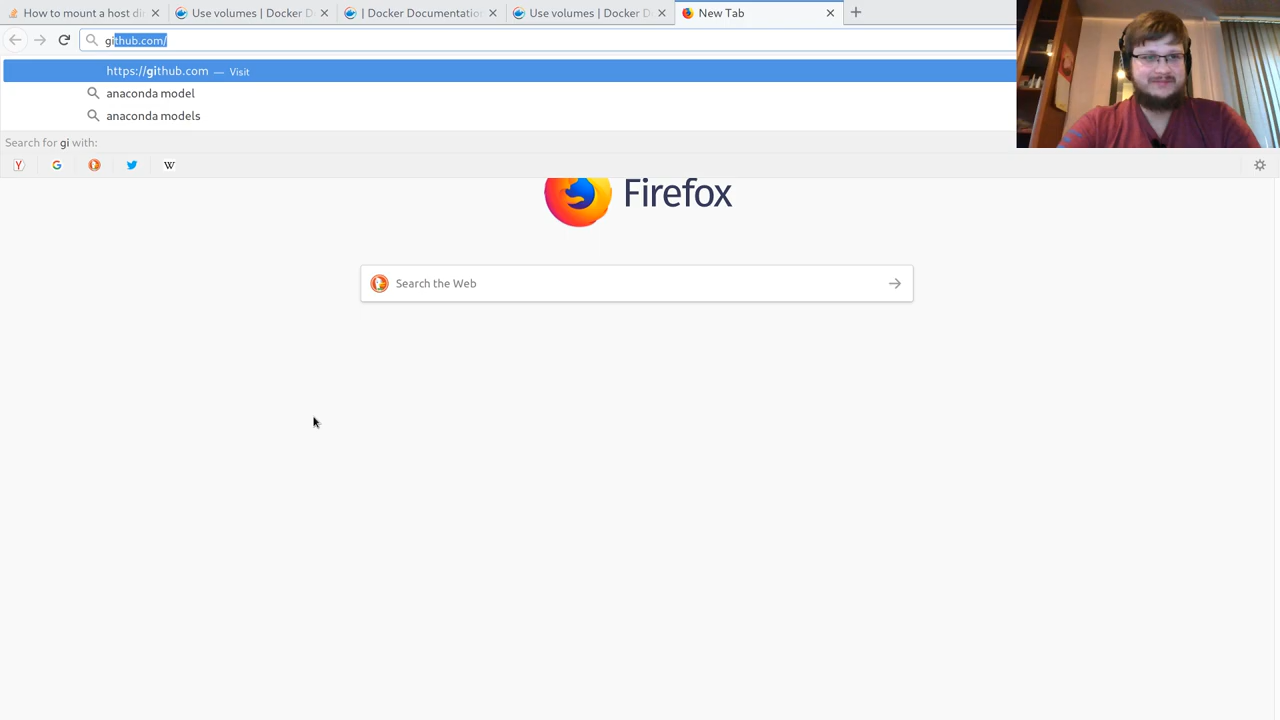 How to mount a host di
Use volumes | Docker D
| Docker Documentatio
Use volumes | Docker D
New Tab
github.com/
https://github.com — Visit
anaconda model
anaconda models
Search for gi with:
Y
G
W
Firefox
Search the Web